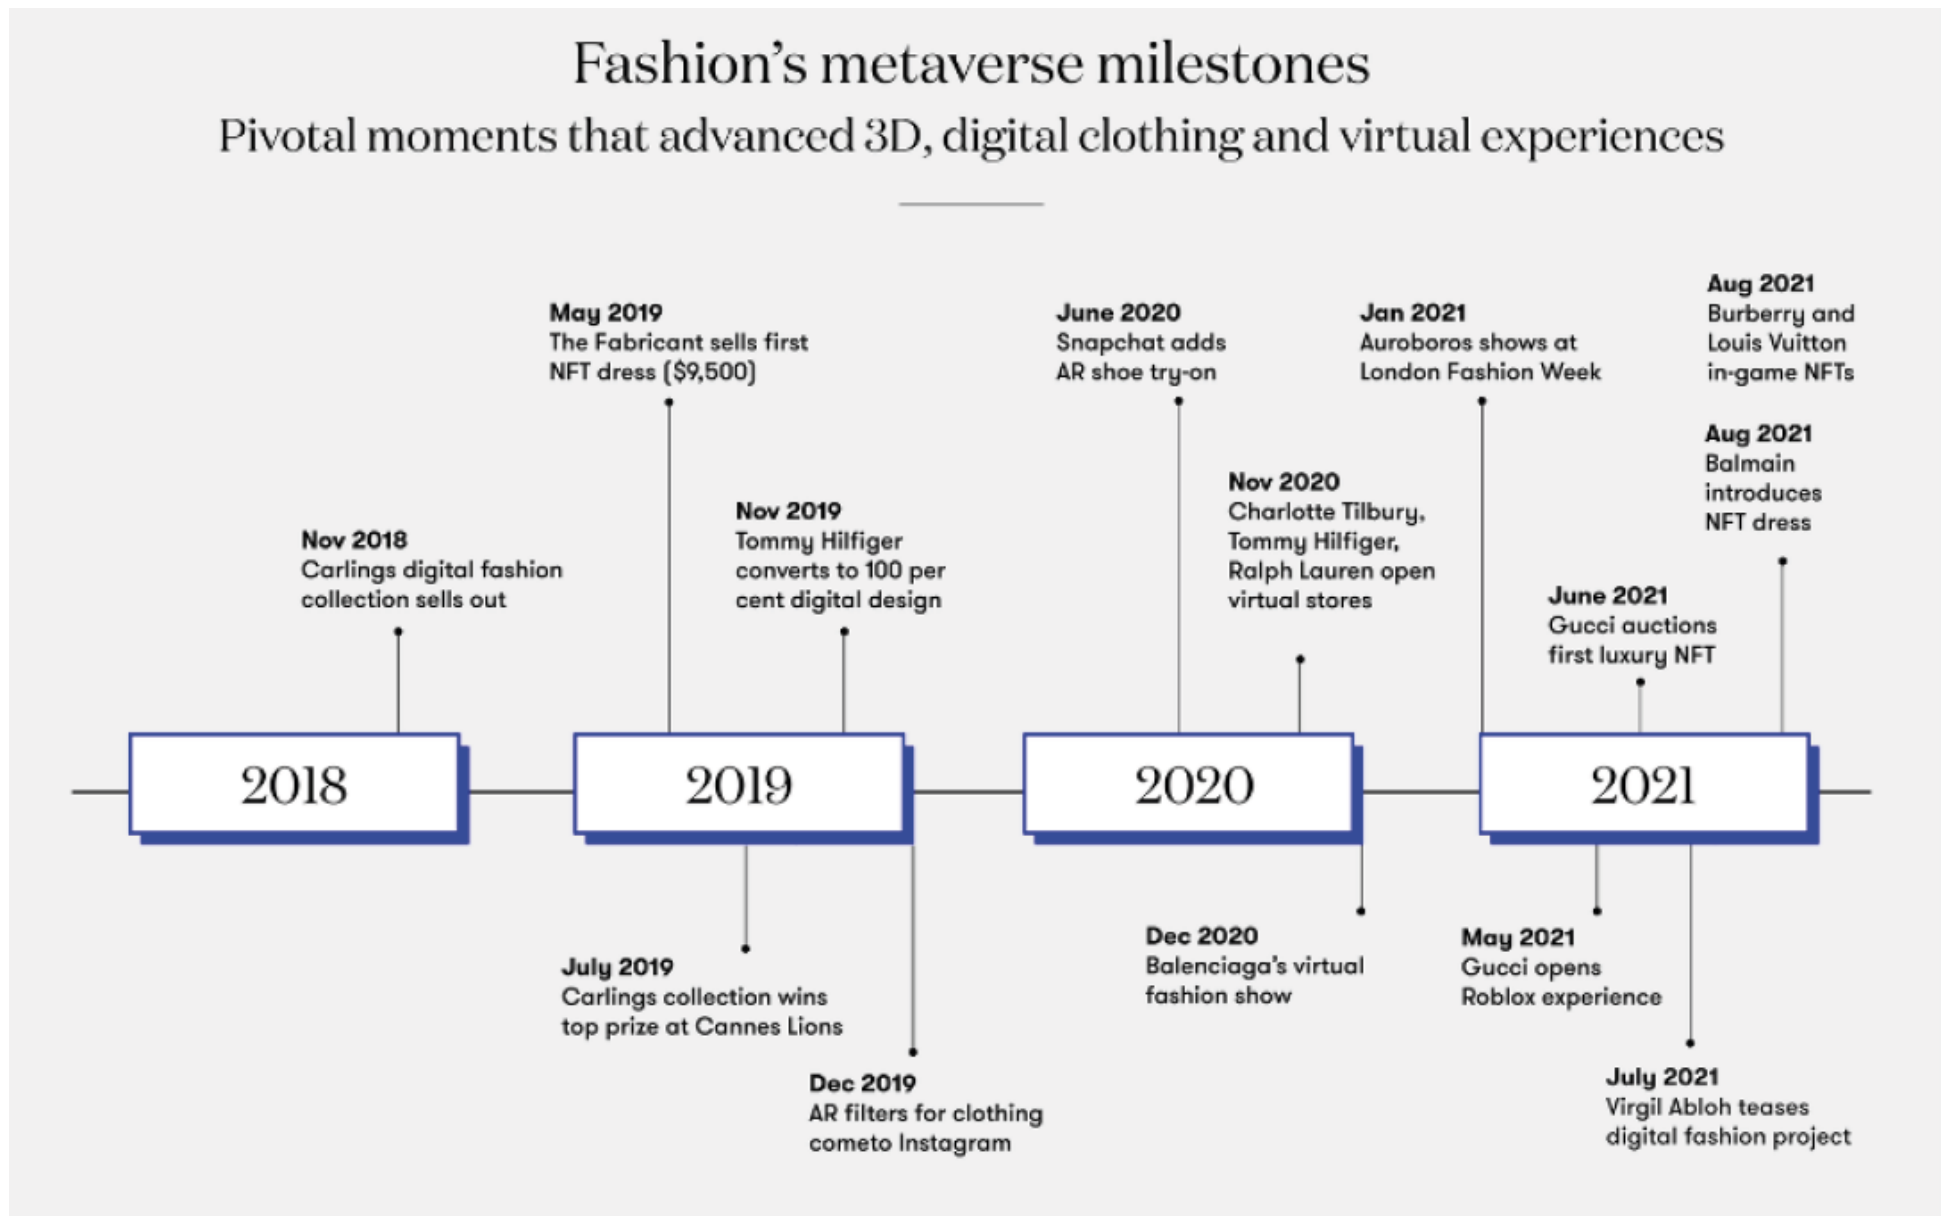 Fashion's metaverse milestones
Pivotal moments that advanced 3D, digital clothing and virtual experiences
Nov 2018
Carlings digital fashion
collection sells out
May 2019
The Fabricant sells first
NFT dress ($9,500)
Nov 2019
Tommy Hilfiger
converts to 100 per
cent digital design
June 2020
Snapchat adds
AR shoe try-on
Nov 2020
Charlotte Tilbury,
Tommy Hilfiger,
Ralph Lauren open
virtual stores
Jan 2021
Auroboros shows at
London Fashion Week
June 2021
Gucci auctions
first luxury NFT
Aug 2021
Burberry and
Louis Vuitton
in-game NFTs
Aug 2021
Balmain
introduces
NFT dress
2018
2019
2020
2021
July 2019
Carlings collection wins
top prize at Cannes Lions
Dec 2019
AR filters for clothing
cometo Instagram
Dec 2020
Balenciaga's virtual
fashion show
May 2021
Gucci opens
Roblox experience
July 2021
Virgil Abloh teases
digital fashion project